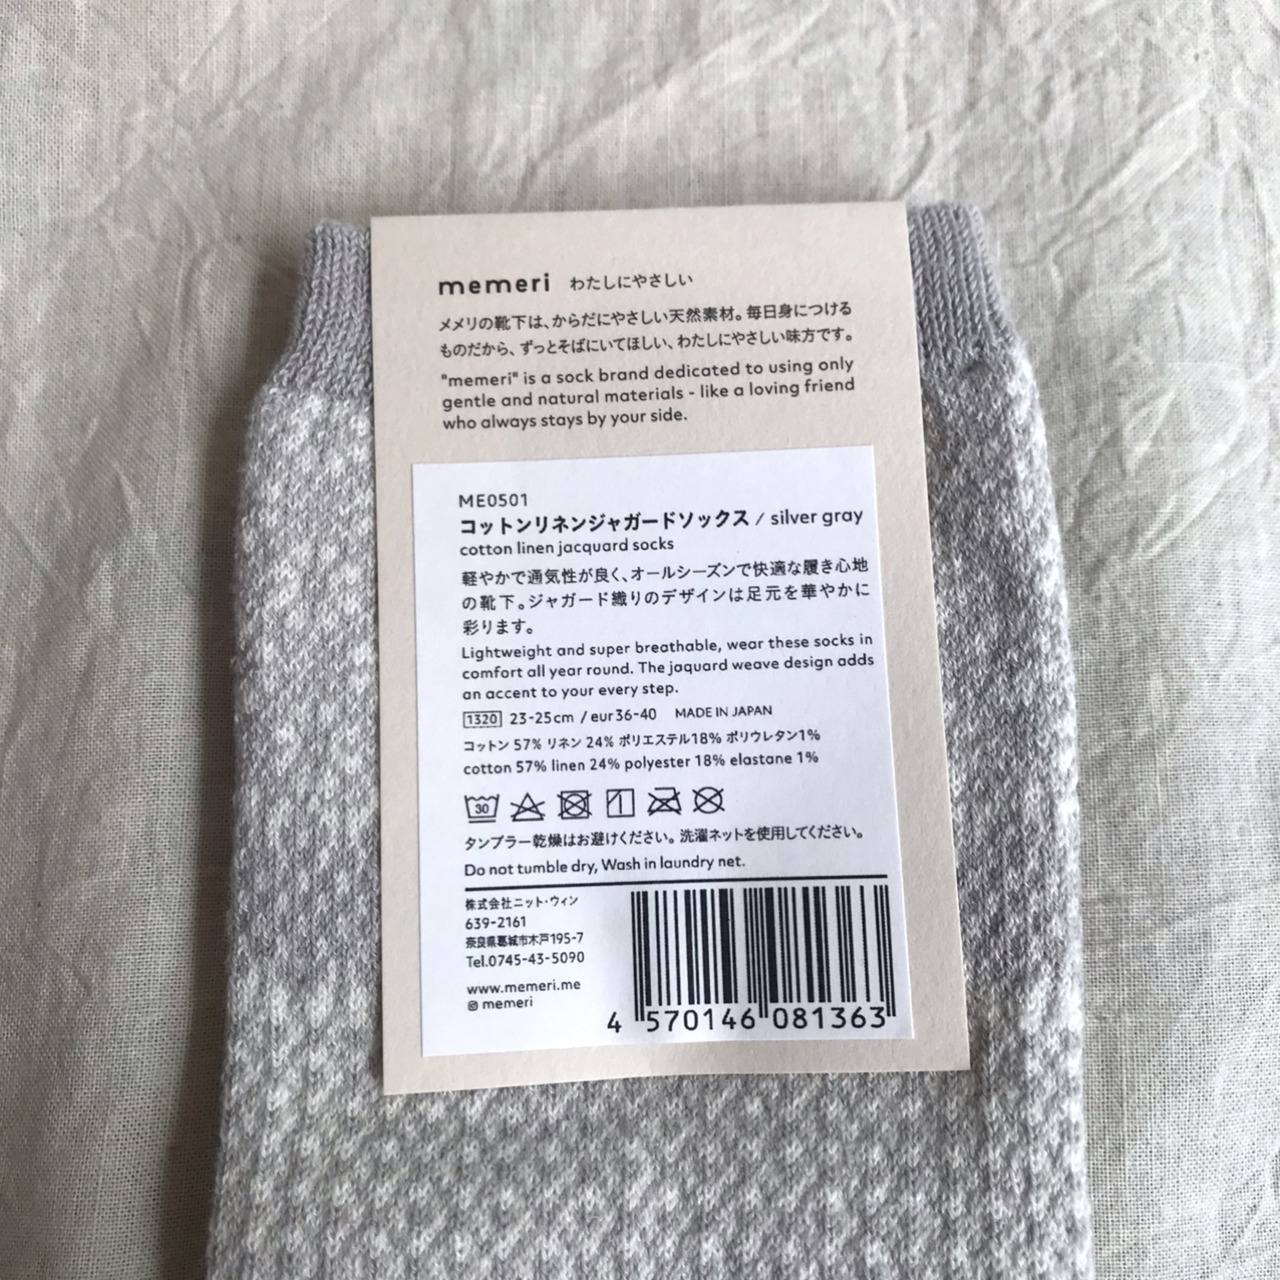 memeri わたしにやさしい
メメリの靴下は、からだにやさしい天然素材。毎日身につける
ものだから、ずっとそばにいてほしい、わたしにやさしい味方です。
"memeri" is a sock brand dedicated to using only
gentle and natural materials - like a loving friend
who always stays by your side.
ME0501
コットンリネンジャガードソックス / silver gray
cotton linen jacquard socks
軽やかで通気性が良く、オールシーズンで快適な履き心地
の靴下。ジャガード織りのデザインは足元を華やかに
彩ります。
Lightweight and super breathable, wear these socks in
comfort all year round. The jaquard weave design adds
an accent to your every step.
1320 23-25cm / eur36-40 MADE IN JAPAN
コットン 57% リネン 24% ポリエステル18% ポリウレタン1%
cotton 57% linen 24% polyester 18% elastane 1%
30
タンブラー乾燥はお避けください。洗濯ネットを使用してください。
Do not tumble dry, Wash in laundry net.
株式会社ニット・ウィン
639-2161
奈良県葛城市木戸195-7
Tel.0745-43-5090
www.memeri.me
memeri
4 570146 081363